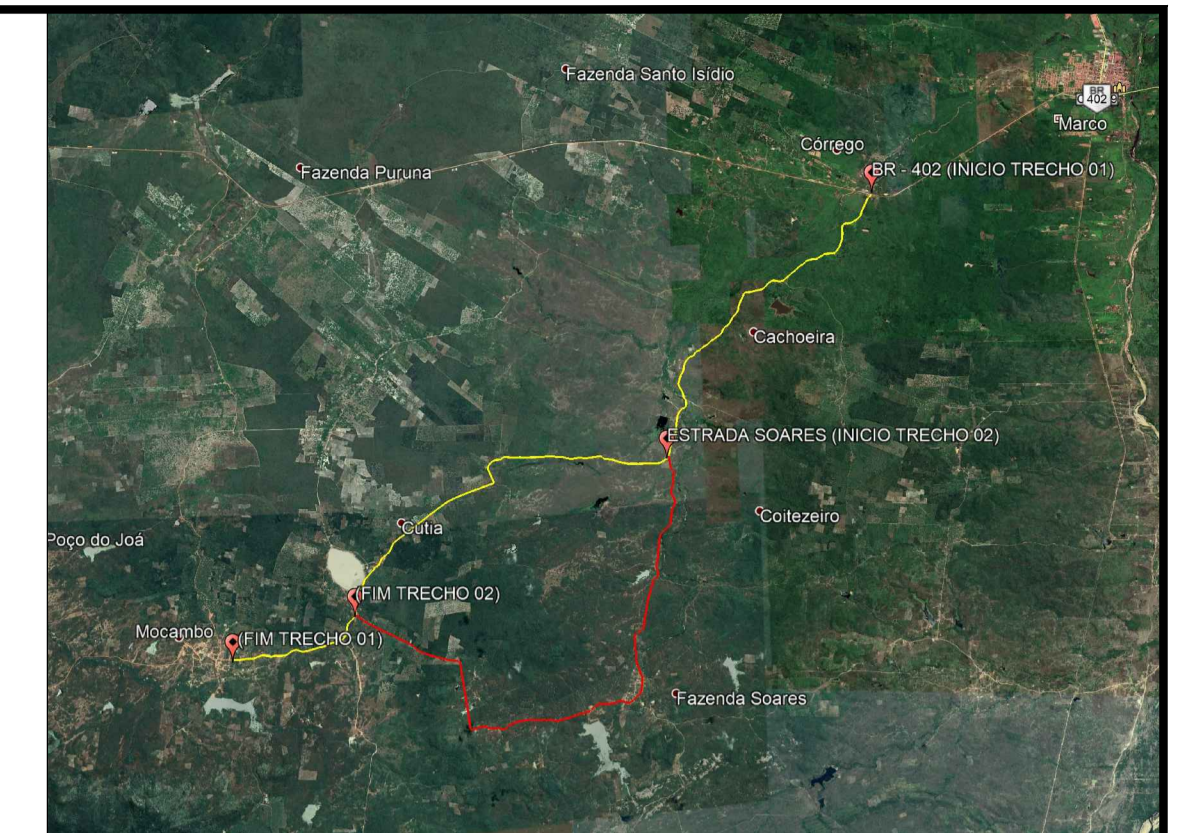 Fazenda Santo Isídio
BR
402
Marco
Córrego
Fazenda Puruna
BR - 402 (INICIO TRECHO 01)
Cachoeira
ESTRADA SOARES (INICIO TRECHO 02)
Coitezeiro
Cutia
Poço do Joá
(FIM TRECHO 02)
Mocambo
(FIM TRECHO 01)
Fazenda Soares